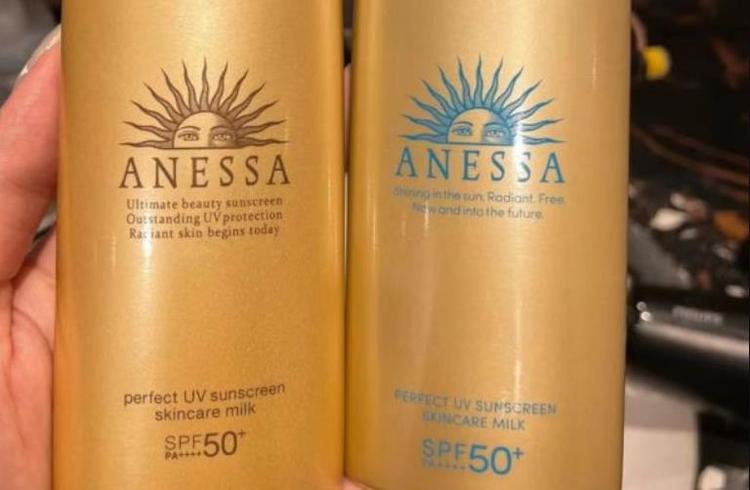 ANESSA
Ultimate beauty sunscreen
Outstanding UV protection
Radiant skin begins today
perfect UV sunscreen
skincare milk
SPF50+
PA++++
ANESSA
Shining in the sun. Radiant. Free.
Now and into the future.
PERFECT UV SUNSCREEN
SKINCARE MILK
SPF50+
PA++++